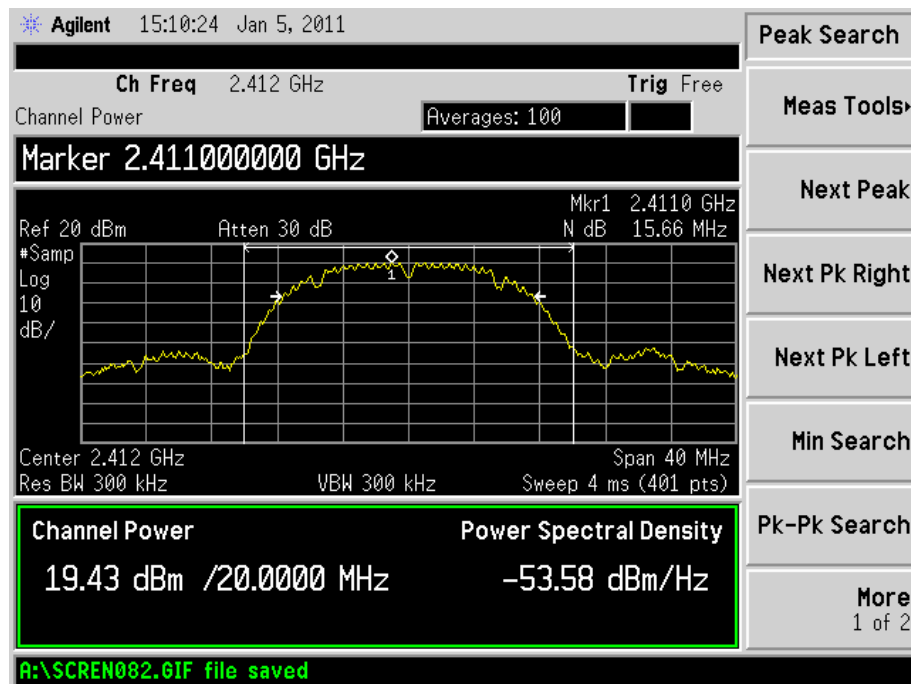 Agilent 15:10:24 Jan 5, 2011
Peak Search
Ch Freq 2.412 GHz Trig Free
Channel Power Averages: 100
Meas Tools
Marker 2.411000000 GHz
Next Peak
Mkr1 2.4110 GHz
Ref 20 dBm Atten 30 dB N dB 15.66 MHz
#Samp
Log
10
dB/
1
Next Pk Right
Next Pk Left
Min Search
Center 2.412 GHz Span 40 MHz
Res BW 300 kHz VBW 300 kHz Sweep 4 ms (401 pts)
Channel Power Power Spectral Density
19.43 dBm /20.0000 MHz -53.58 dBm/Hz
Pk-Pk Search
More
1 of 2
A:\SCREN082.GIF file saved